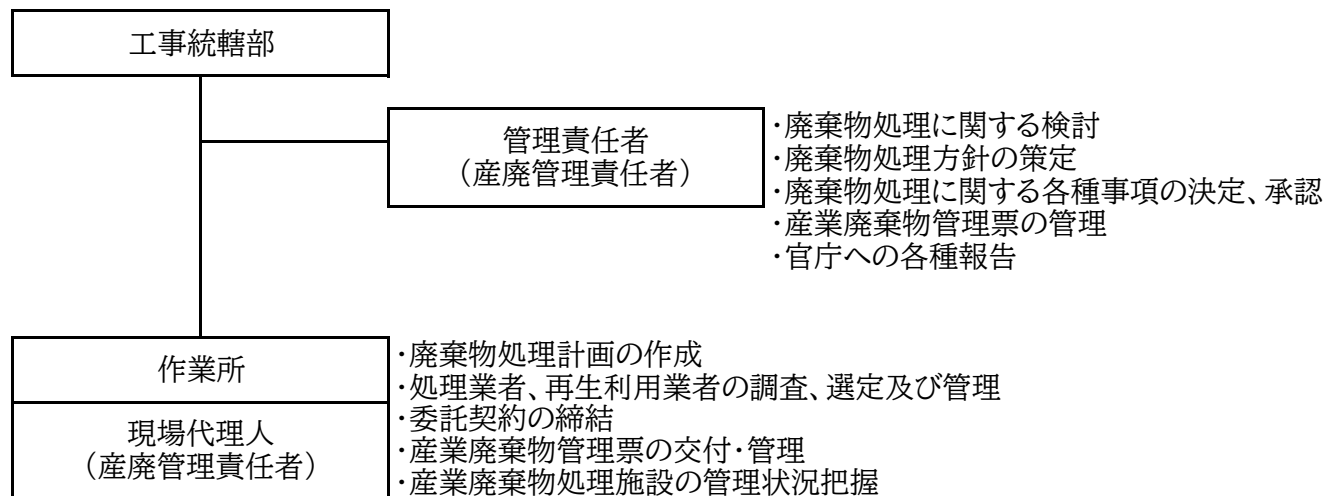 工事統轄部
管理責任者
（産廃管理責任者）
・廃棄物処理に関する検討
・廃棄物処理方針の策定
・廃棄物処理に関する各種事項の決定、承認
・産業廃棄物管理票の管理
・官庁への各種報告
作業所
現場代理人
（産廃管理責任者）
・廃棄物処理計画の作成
・処理業者、再生利用業者の調査、選定及び管理
・委託契約の締結
・産業廃棄物管理票の交付・管理
・産業廃棄物処理施設の管理状況把握